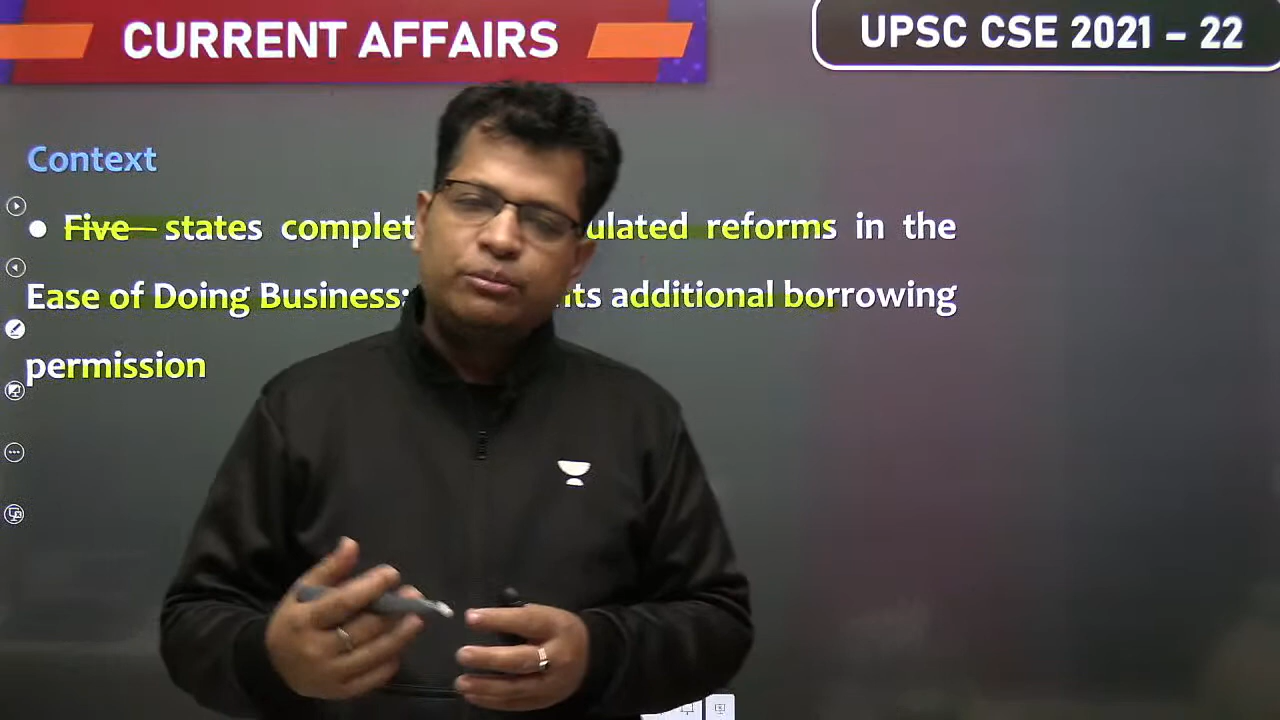 CURRENT AFFAIRS
UPSC CSE 2021 – 22
Context
● Five states complet ulated reforms in the
Ease of Doing Business: nts additional borrowing
permission